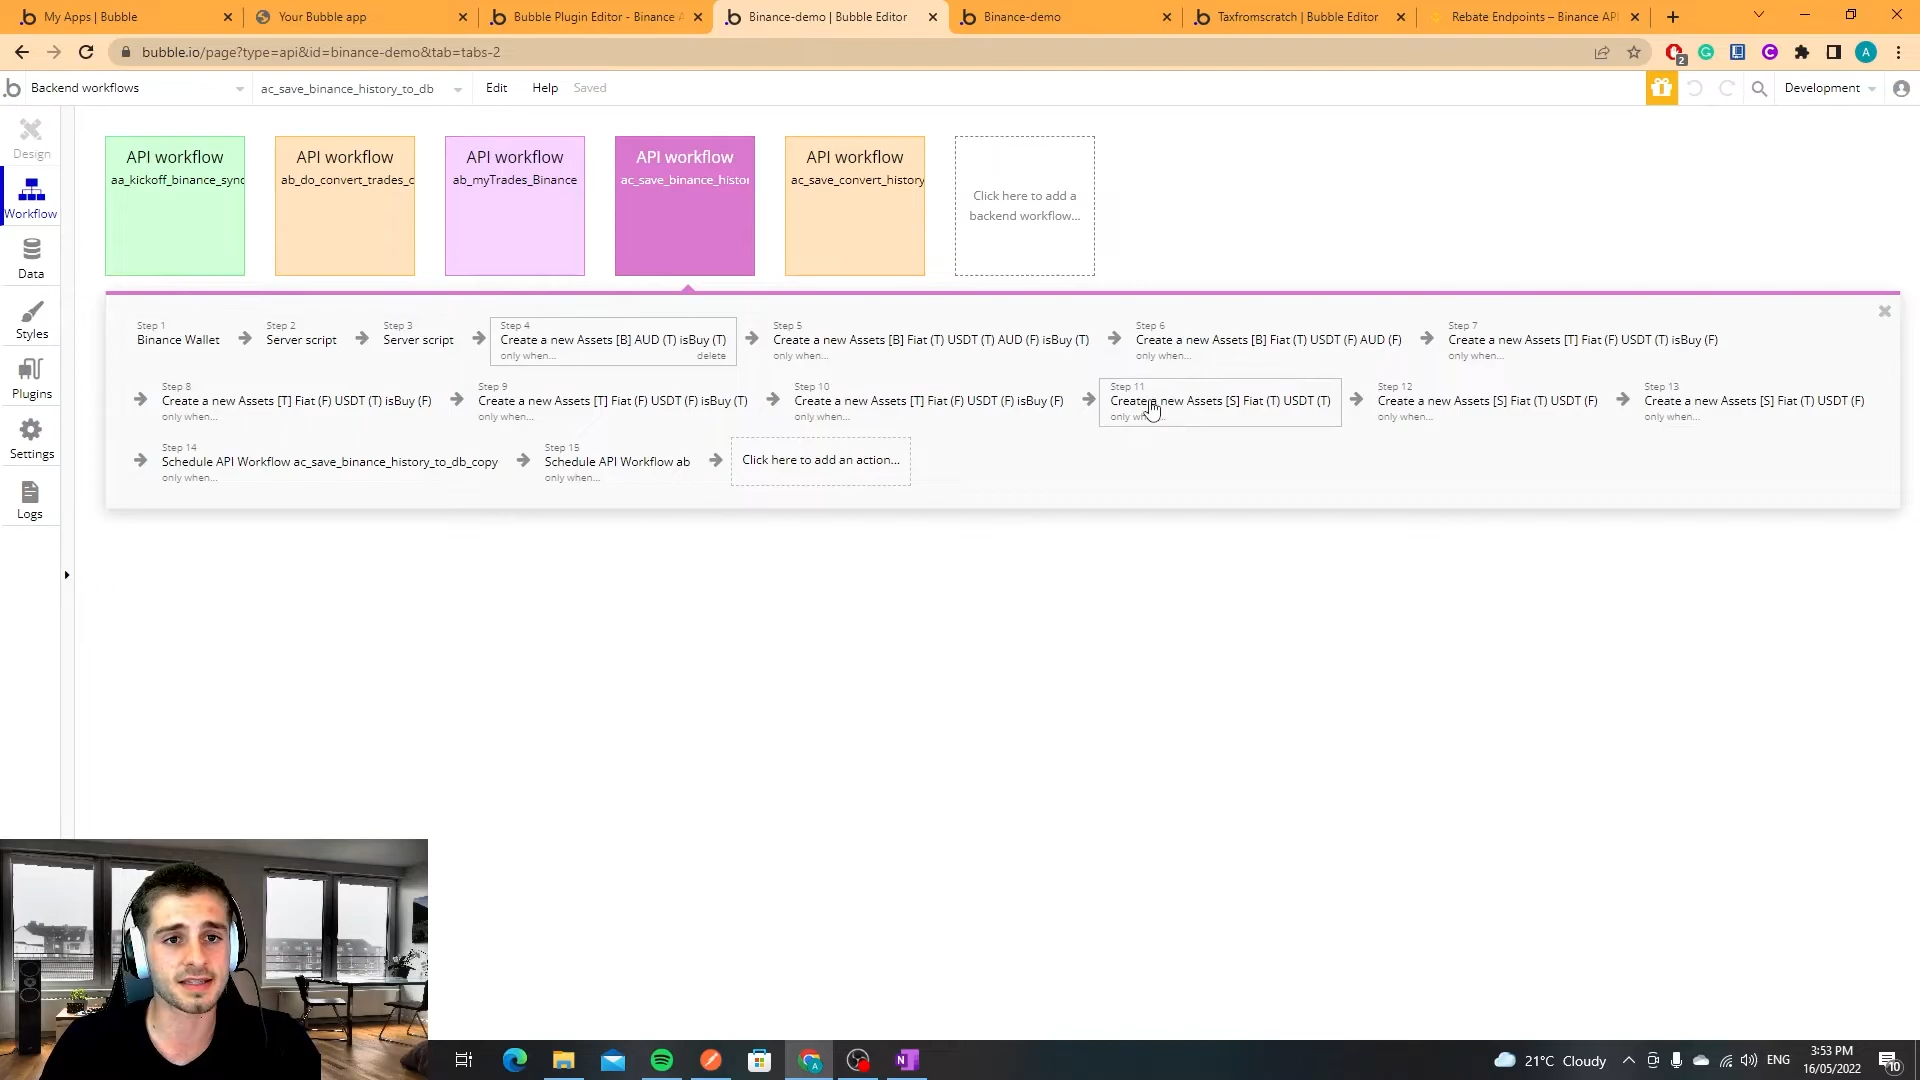 My Apps | Bubble
Your Bubble app
Bubble Plugin Editor - Binance A
Binance-demo | Bubble Editor
Binance-demo
Taxfromscratch | Bubble Editor
Rebate Endpoints – Binance API
bubble.io/page?type=api&id=binance-demo&tab=tabs-2
2
A
Backend workflows
ac_save_binance_history_to_db
Edit
Help
Saved
Development
Design
Workflow
Data
Styles
Plugins
Settings
Logs
API workflow
aa_kickoff_binance_sync
API workflow
ab_do_convert_trades_c
API workflow
ab_myTrades_Binance
API workflow
ac_save_binance_histor
API workflow
ac_save_convert_history
Click here to add a
backend workflow...
Step 1
Binance Wallet
Step 2
Server script
Step 3
Server script
Step 4
Create a new Assets [B] AUD (T) isBuy (T)
only when...
delete
Step 5
Create a new Assets [B] Fiat (T) USDT (T) AUD (F) isBuy (T)
only when...
Step 6
Create a new Assets [B] Fiat (T) USDT (F) AUD (F)
only when...
Step 7
Create a new Assets [T] Fiat (F) USDT (T) isBuy (F)
only when...
Step 8
Create a new Assets [T] Fiat (F) USDT (T) isBuy (F)
only when...
Step 9
Create a new Assets [T] Fiat (F) USDT (F) isBuy (T)
only when...
Step 10
Create a new Assets [T] Fiat (F) USDT (F) isBuy (F)
only when...
Step 11
Create a new Assets [S] Fiat (T) USDT (T)
only when...
Step 12
Create a new Assets [S] Fiat (T) USDT (F)
only when...
Step 13
Create a new Assets [S] Fiat (T) USDT (F)
only when...
Step 14
Schedule API Workflow ac_save_binance_history_to_db_copy
only when...
Step 15
Schedule API Workflow ab
only when...
Click here to add an action...
21°C Cloudy
ENG
3:53 PM
16/05/2022
10